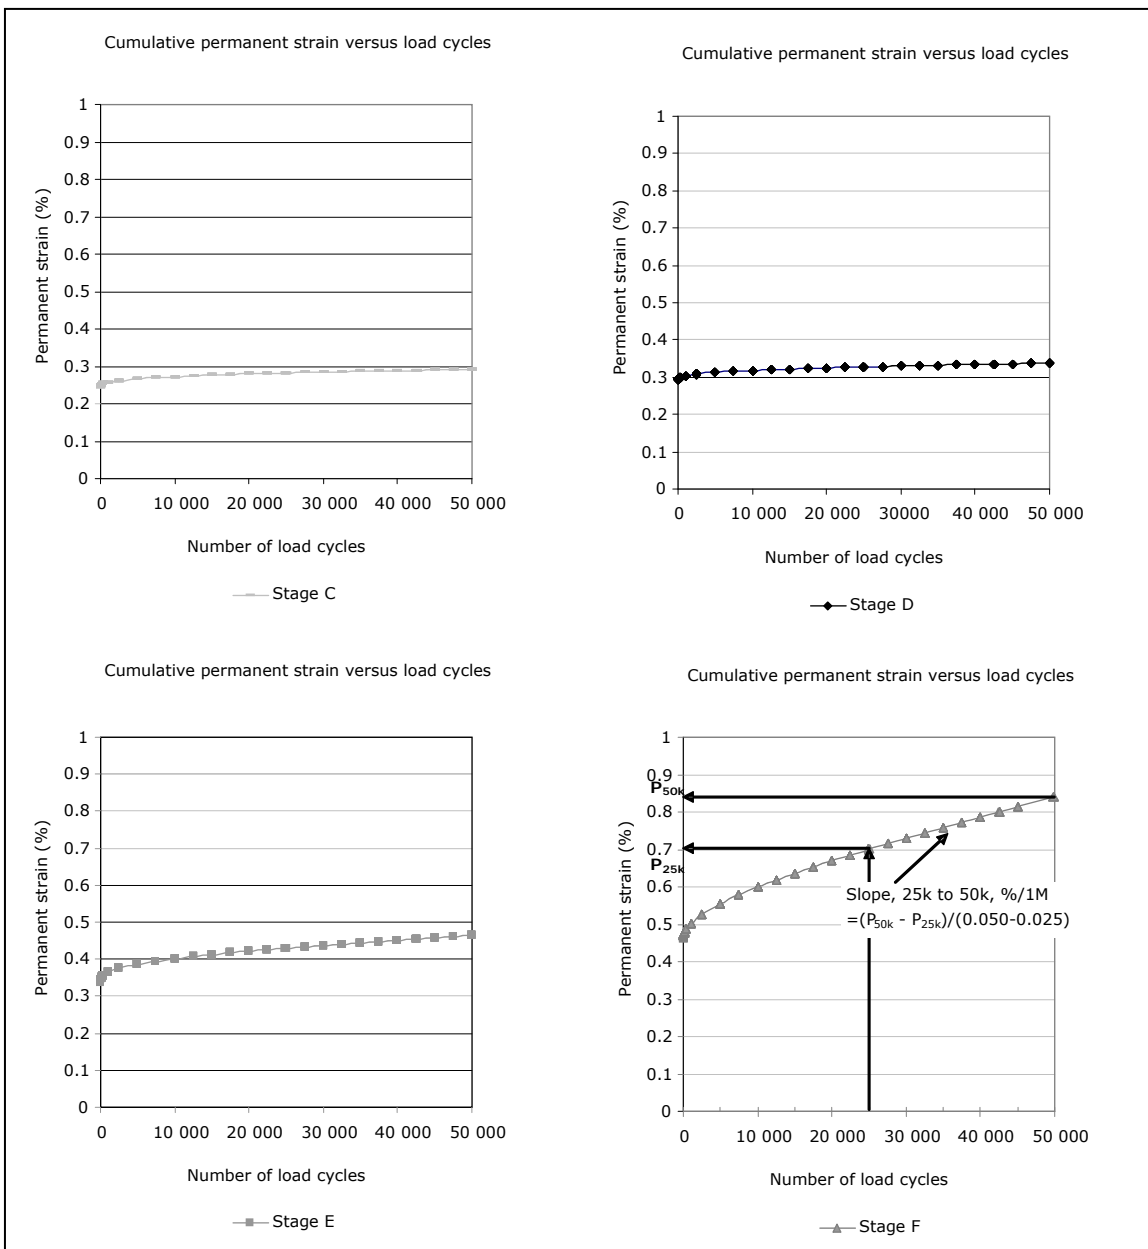 Cumulative permanent strain versus load cycles
Permanent strain (%)
1
0.9
0.8
0.7
0.6
0.5
0.4
0.3
0.2
0.1
0
0 10 000 20 000 30 000 40 000 50 000
Number of load cycles
Stage C
Cumulative permanent strain versus load cycles
Permanent strain (%)
1
0.9
0.8
0.7
0.6
0.5
0.4
0.3
0.2
0.1
0
0 10 000 20 000 30000 40 000 50 000
Number of load cycles
Stage D
Cumulative permanent strain versus load cycles
Permanent strain (%)
1
0.9
0.8
0.7
0.6
0.5
0.4
0.3
0.2
0.1
0
0 10 000 20 000 30 000 40 000 50 000
Number of load cycles
Stage E
Cumulative permanent strain versus load cycles
Permanent strain (%)
1
0.9
P50k
0.8
0.7
P25k
0.6
Slope, 25k to 50k, %/1M
=(P50k - P25k)/(0.050-0.025)
0.5
0.4
0.3
0.2
0.1
0
0 10 000 20 000 30 000 40 000 50 000
Number of load cycles
Stage F